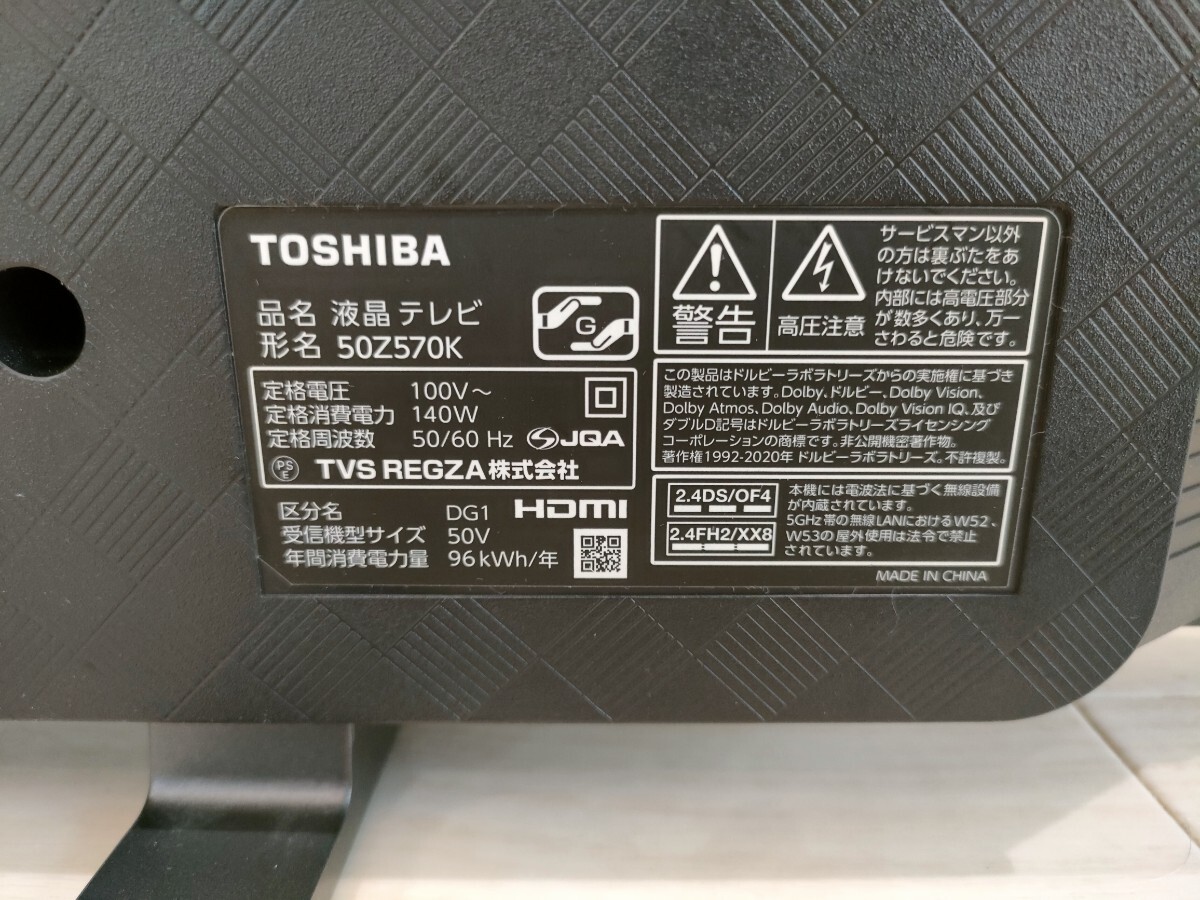 TOSHIBA
品名 液晶テレビ
形名 50Z570K
G
定格電圧 100V～
定格消費電力 140W
定格周波数 50/60 Hz JQA
PS
E
TVS REGZA株式会社
区分名 DG1 HDMI
受信機型サイズ 50V
年間消費電力量 96kWh/年
警告
高圧注意
サービスマン以外
の方は裏ぶたをあ
けないでください。
内部には高電圧部分
が数多くあり、万一
さわると危険です。
この製品はドルビーラボラトリーズからの実施権に基づき
製造されています。Dolby、ドルビー、Dolby Vision、
Dolby Atmos、Dolby Audio、Dolby Vision IQ、及び
ダブルD記号はドルビーラボラトリーズライセンシング
コーポレーションの商標です。非公開機密著作物。
著作権1992-2020年 ドルビーラボラトリーズ。不許複製。
2.4DS/OF4
2.4FH2/XX8
本機には電波法に基づく無線設備
が内蔵されています。
5GHz帯の無線LANにおけるW52、
W53の屋外使用は法令で禁止
されています。
MADE IN CHINA